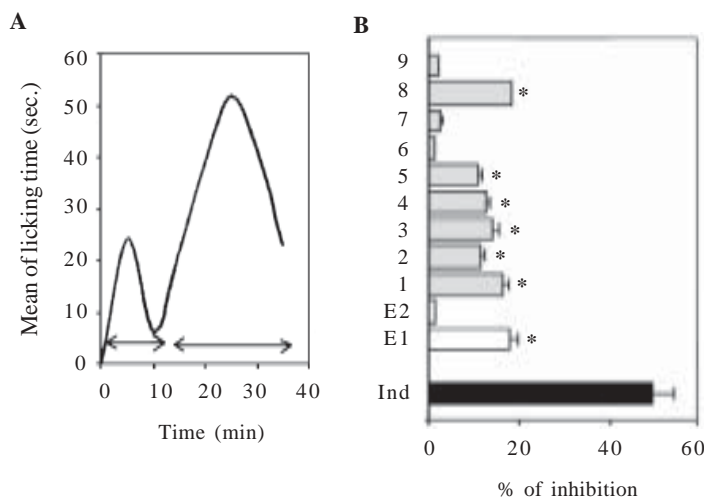 A
60
50
40
30
20
10
0
0 10 20 30 40
Mean of licking time (sec.)
Time (min)
B
9
8 *
7
6
5 *
4 *
3 *
2 *
1 *
E2
E1 *
Ind
0 20 40 60
% of inhibition